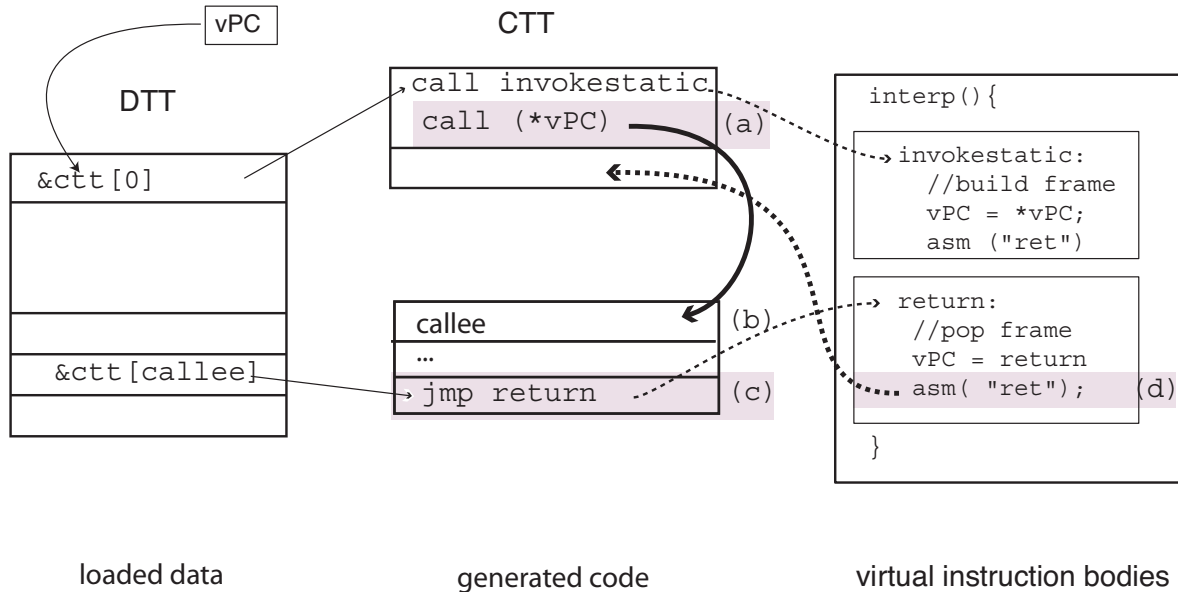 vPC
DTT
&ctt[0]
&ctt[callee]
loaded data
CTT
call invokestatic
call (*vPC)
(a)
callee
(b)
...
jmp return
(c)
generated code
interp(){
invokestatic:
//build frame
vPC = *vPC;
asm ("ret")
return:
//pop frame
vPC = return
asm( "ret");
(d)
}
virtual instruction bodies